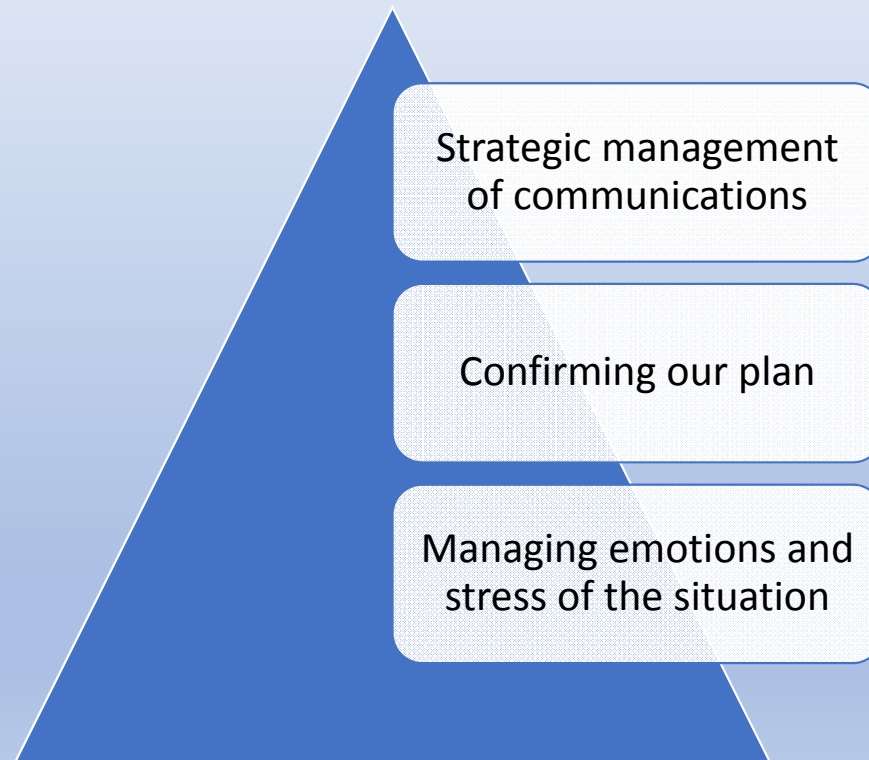 Strategic management
of communications
Confirming our plan
Managing emotions and
stress of the situation